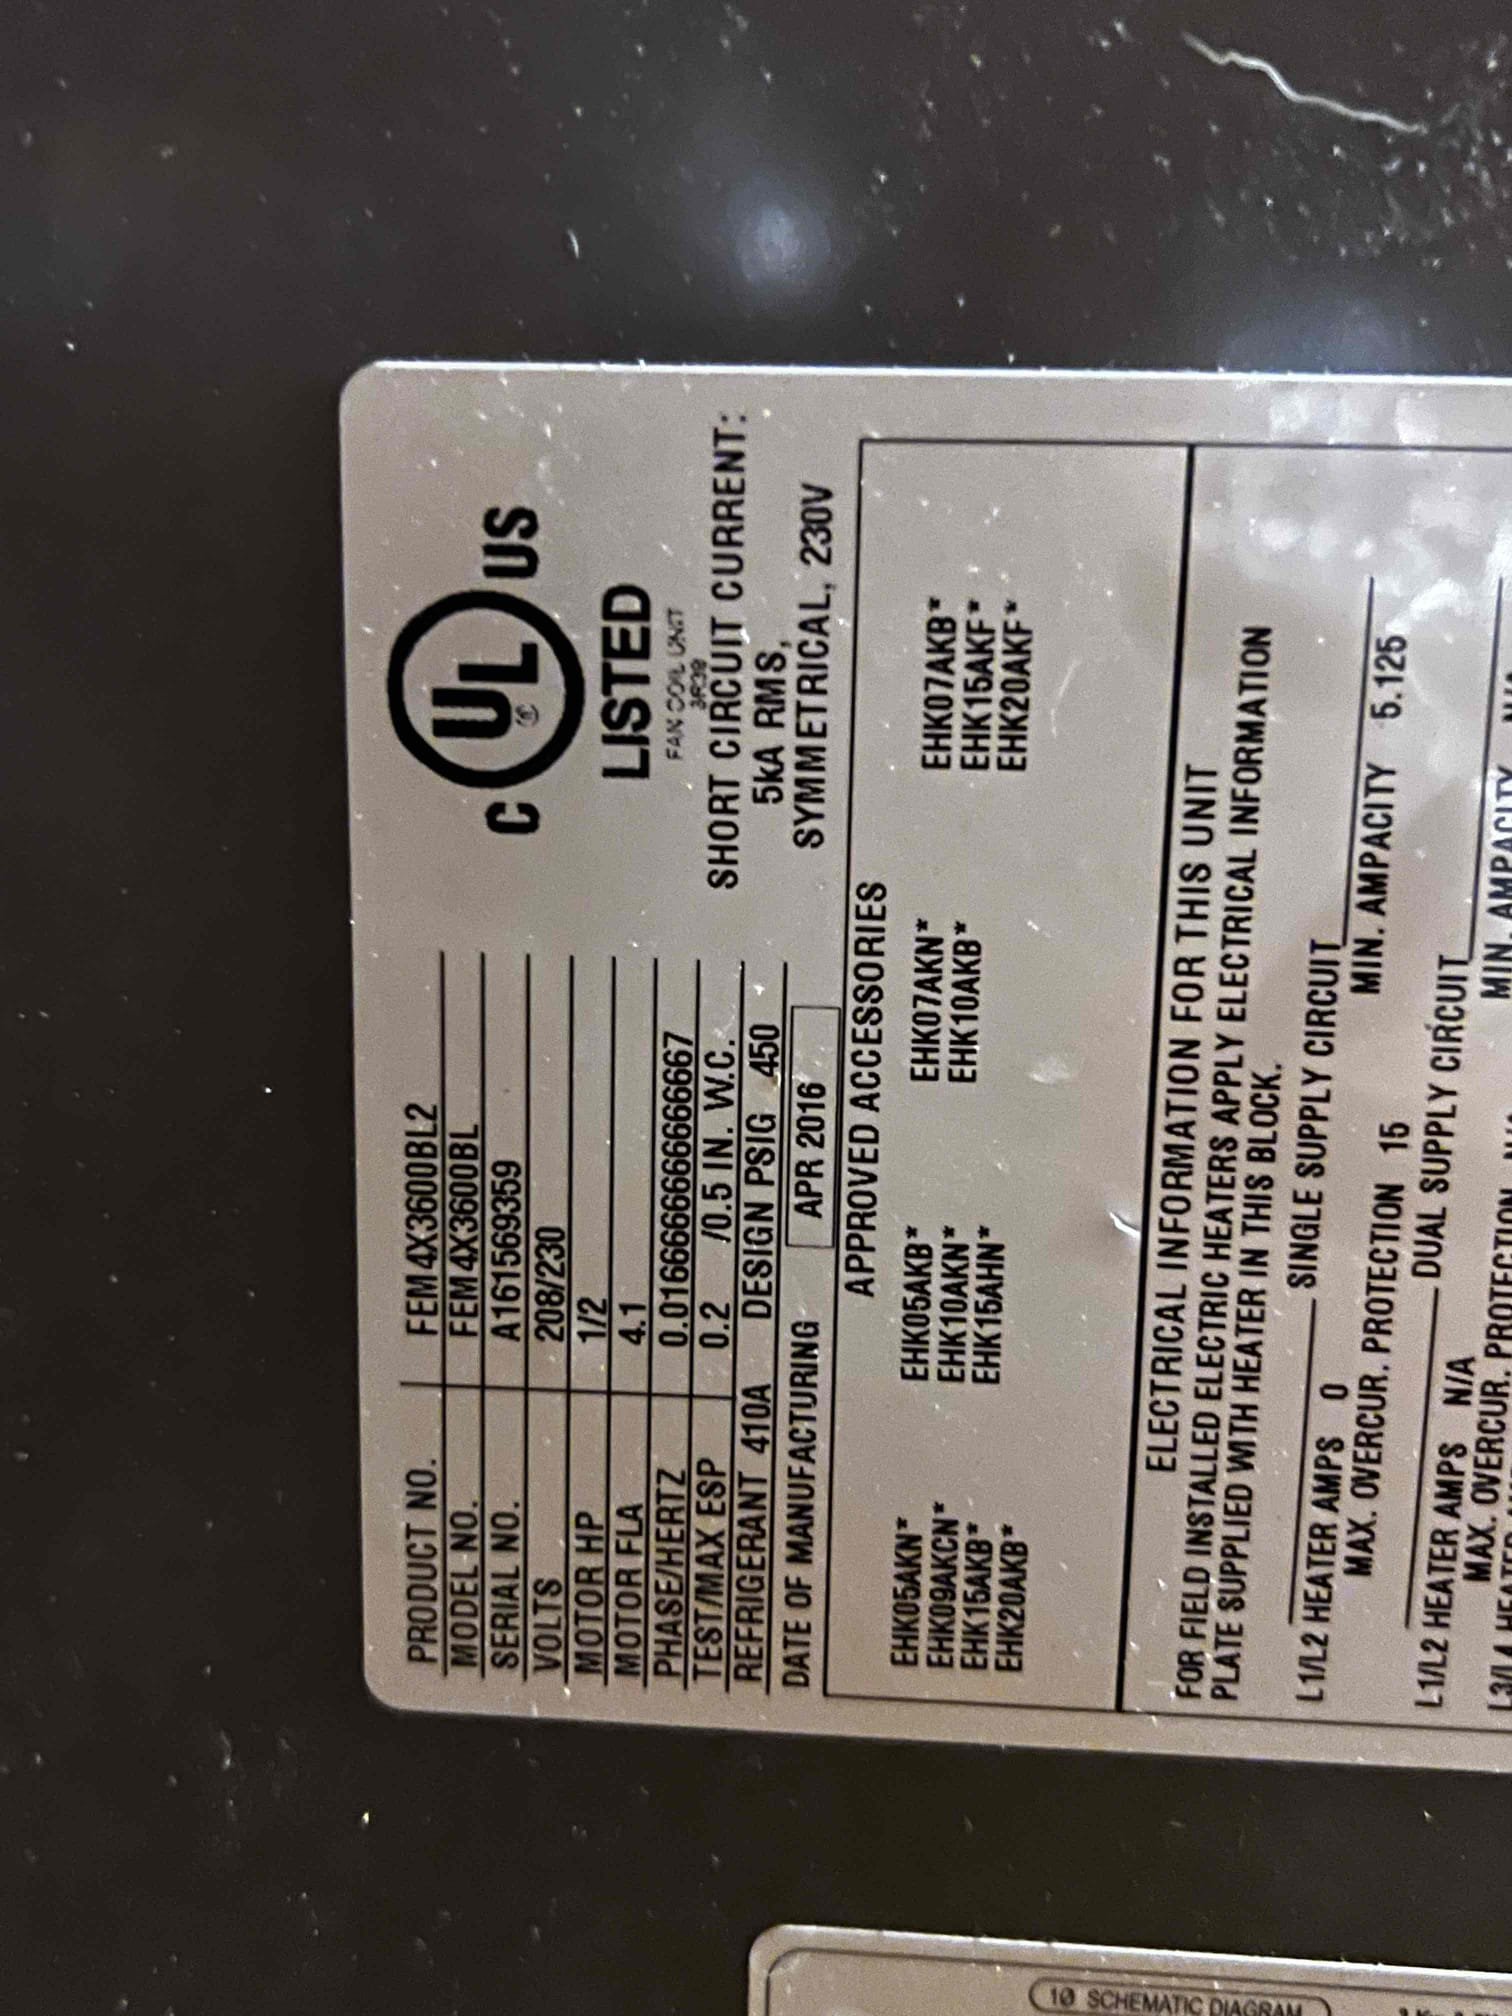 PRODUCT NO. FEM4X3600BL2
MODEL NO. FEM4X3600BL
SERIAL NO. A161569359
VOLTS 208/230
MOTOR HP 1/2
MOTOR FLA 4.1
PHASE/HERTZ 0.0166666666666667
TEST/MAX ESP 0.2 /0.5 IN. W.C.
REFRIGERANT 410A DESIGN PSIG 450
DATE OF MANUFACTURING APR 2016
C UL US
LISTED
FAN COIL UNIT
SHORT CIRCUIT CURRENT:
5kA RMS,
SYMMETRICAL, 230V
APPROVED ACCESSORIES
EHK05AKN* EHK05AKB* EHK07AKN* EHK07AKB*
EHK09AKCN* EHK10AKN* EHK10AKB* EHK15AKF*
EHK15AKB* EHK15AHN* EHK20AKF*
EHK20AKB*
ELECTRICAL INFORMATION FOR THIS UNIT
FOR FIELD INSTALLED ELECTRIC HEATERS APPLY ELECTRICAL INFORMATION
PLATE SUPPLIED WITH HEATER IN THIS BLOCK.
SINGLE SUPPLY CIRCUIT
L1/L2 HEATER AMPS 0 MIN. AMPACITY 5.125
MAX. OVERCUR. PROTECTION 15
DUAL SUPPLY CIRCUIT
L1/L2 HEATER AMPS N/A MIN. AMPACITY
MAX. OVERCUR. PROTECTION
10 SCHEMATIC DIAGRAM